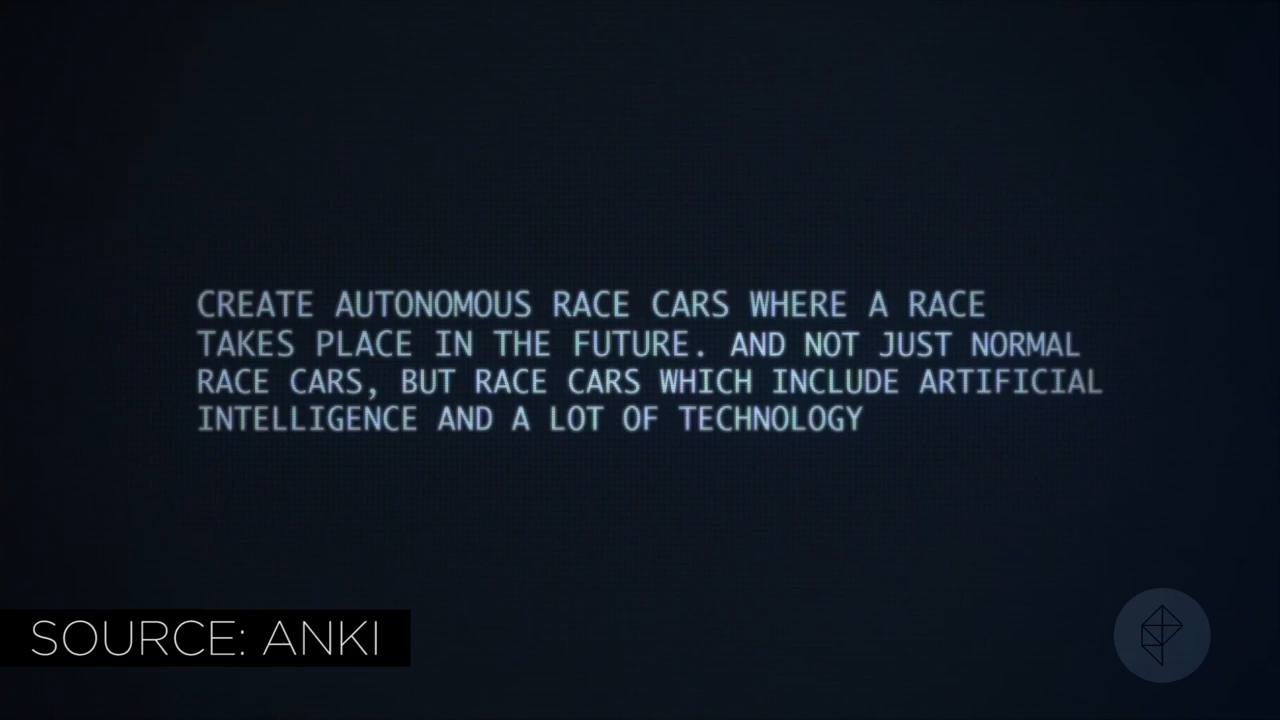 CREATE AUTONOMOUS RACE CARS WHERE A RACE
TAKES PLACE IN THE FUTURE. AND NOT JUST NORMAL
RACE CARS, BUT RACE CARS WHICH INCLUDE ARTIFICIAL
INTELLIGENCE AND A LOT OF TECHNOLOGY
SOURCE: ANKI